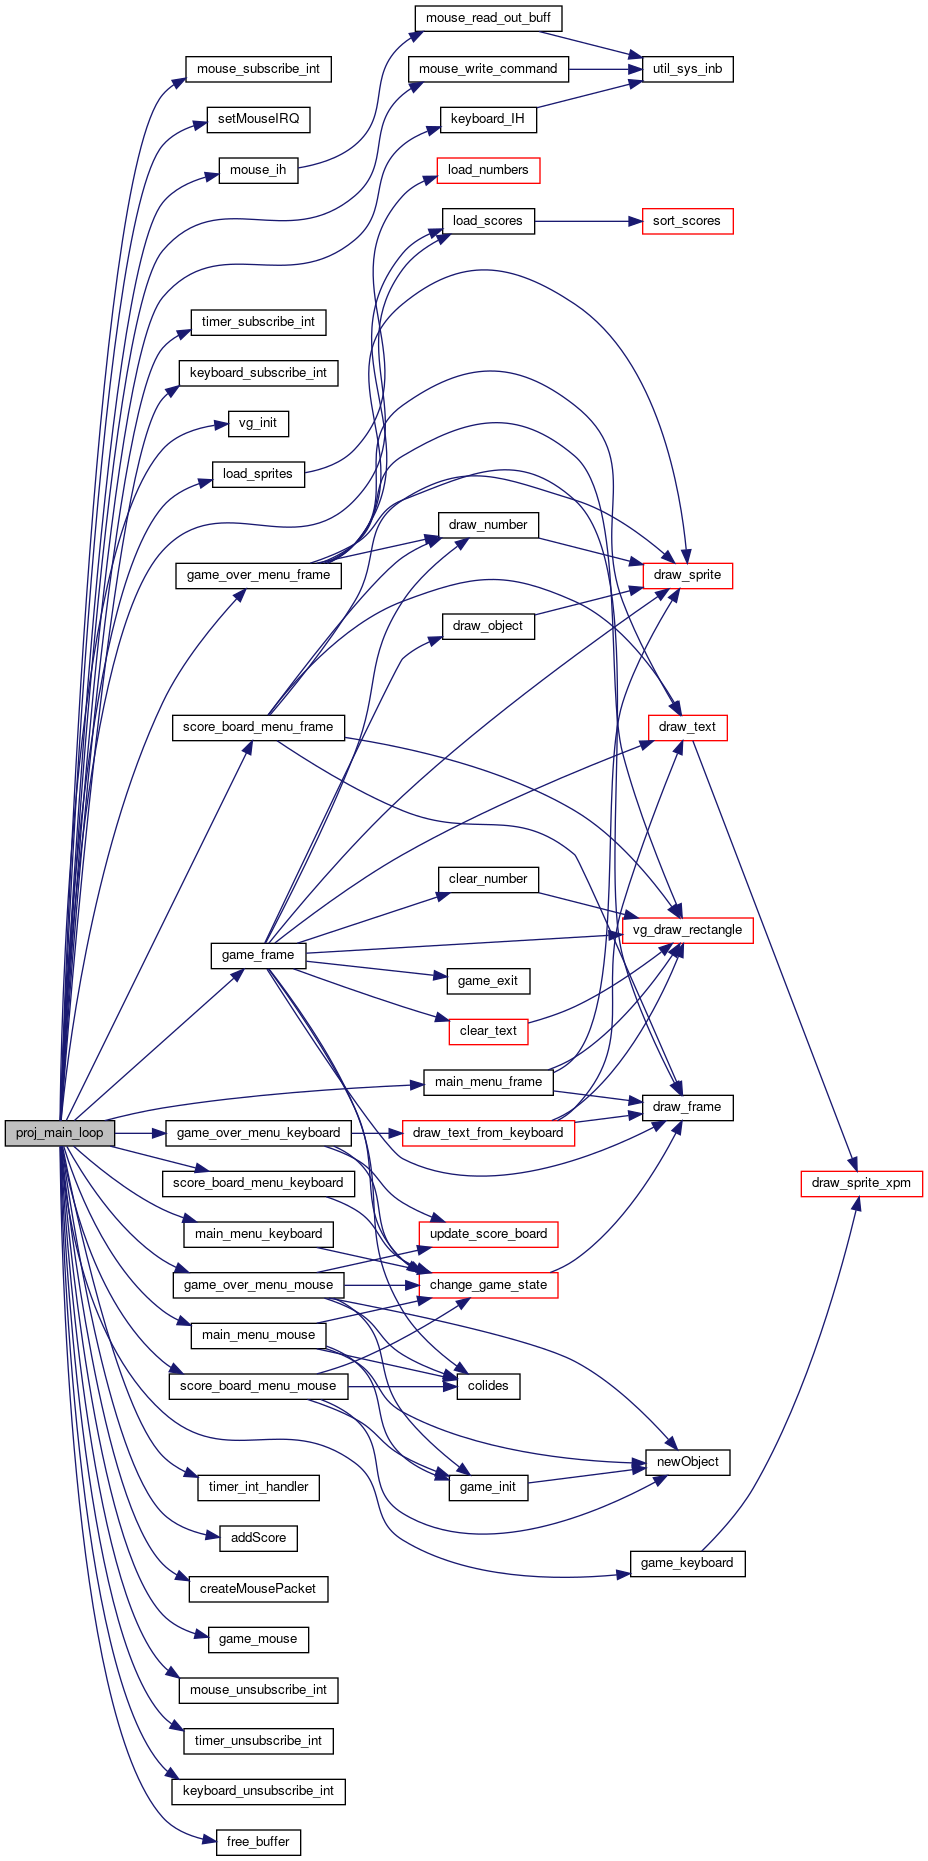 mouse_read_out_buff
mouse_subscribe_int
mouse_write_command
util_sys_inb
setMouseIRQ
keyboard_IH
mouse_ih
load_numbers
load_scores
sort_scores
timer_subscribe_int
keyboard_subscribe_int
vg_init
load_sprites
draw_number
game_over_menu_frame
draw_sprite
draw_object
score_board_menu_frame
draw_text
clear_number
vg_draw_rectangle
game_frame
game_exit
clear_text
main_menu_frame
draw_frame
proj_main_loop
game_over_menu_keyboard
draw_text_from_keyboard
score_board_menu_keyboard
draw_sprite_xpm
main_menu_keyboard
update_score_board
game_over_menu_mouse
change_game_state
main_menu_mouse
score_board_menu_mouse
colides
newObject
timer_int_handler
game_init
addScore
game_keyboard
createMousePacket
game_mouse
mouse_unsubscribe_int
timer_unsubscribe_int
keyboard_unsubscribe_int
free_buffer